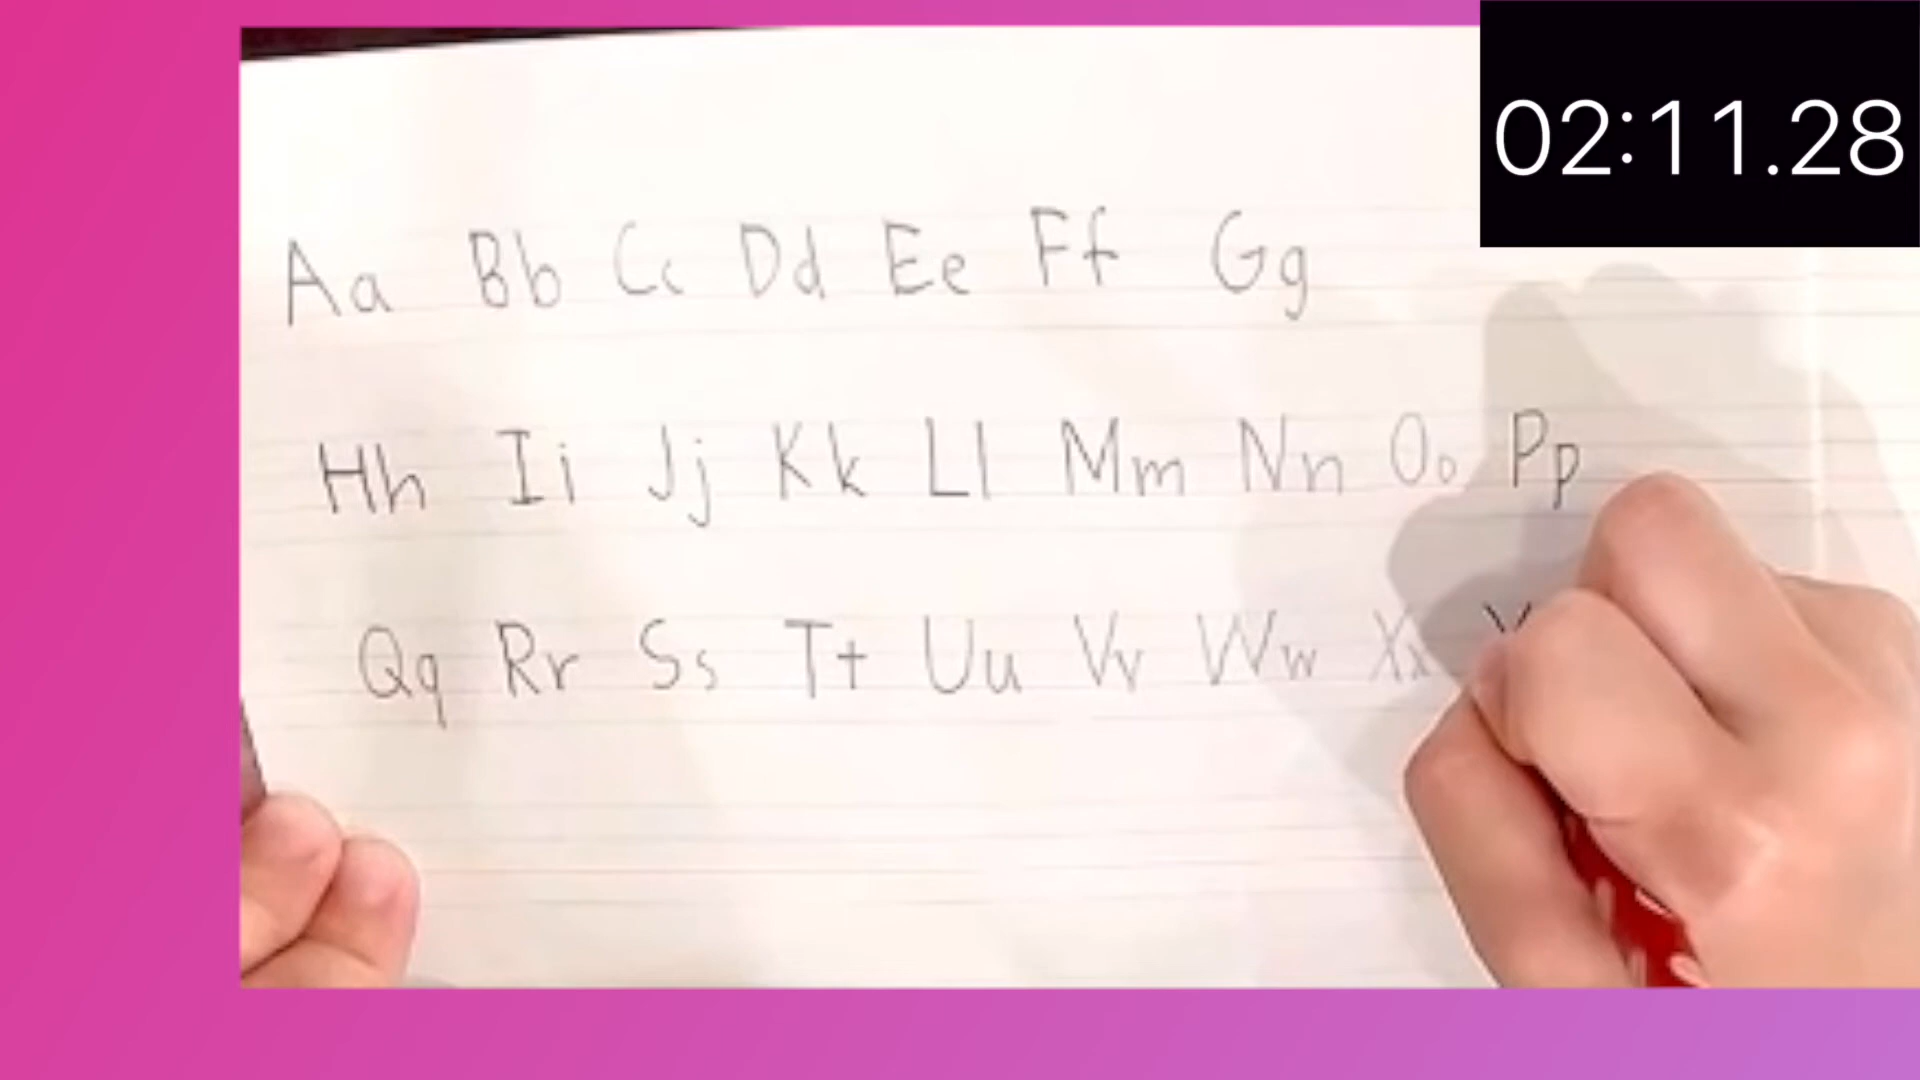 02:11.28
Aa Bb Cc Dd Ee Ff Gg
Hh Ii Jj Kk Ll Mm Nn Oo Pp
Qq Rr Ss Tt Uu Vv Ww Xx Y